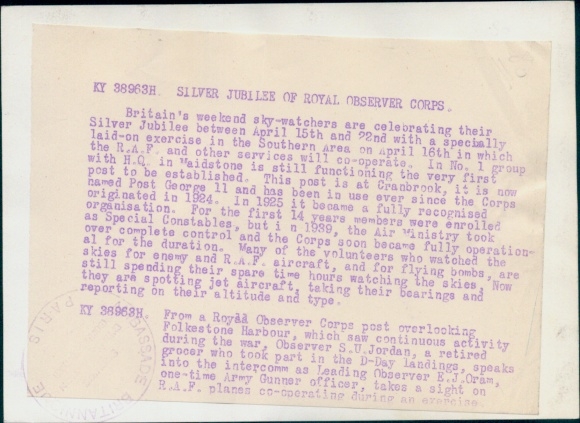 KY 38963H. SILVER JUBILEE OF ROYAL OBSERVER CORPS.
Britain's weekend sky-watchers are celebrating their
Silver Jubilee between April 15th and 22nd with a specially
laid-on exercise in the Southern Area on April 16th in which
the R.A.F. and other services will co-operate. In No. 1 group
with H.Q. in Maidstone is still functioning the very first
post to be established. This post is at Cranbrook, it is now
named Post George 11 and has been in use ever since the Corps
originated in 1924. In 1925 it became a fully recognised
organisation. For the first 14 years members were enrolled
as Special Constables, but i n 1939, the Air Ministry took
over complete control and the Corps soon became fully operation-
al for the duration. Many of the volunteers who watched the
skies for enemy and R.A.F. aircraft, and for flying bombs, are
still spending their spare time hours watching the skies. Now
they are spotting jet aircraft, taking their bearings and
reporting on their altitude and type.
KY 38963H. From a Royal Observer Corps post overlooking
Folkestone Harbour, which saw continuous activity
during the war, Observer S.U.Jordan, a retired
grocer who took part in the D-Day landings, speaks
into the intercomm as Leading Observer E.J.Oram,
one-time Army Gunner officer, takes a sight on
R.A.F. planes co-operating during an exercise.
AMBASSADE BRITANNIQUE
PARIS